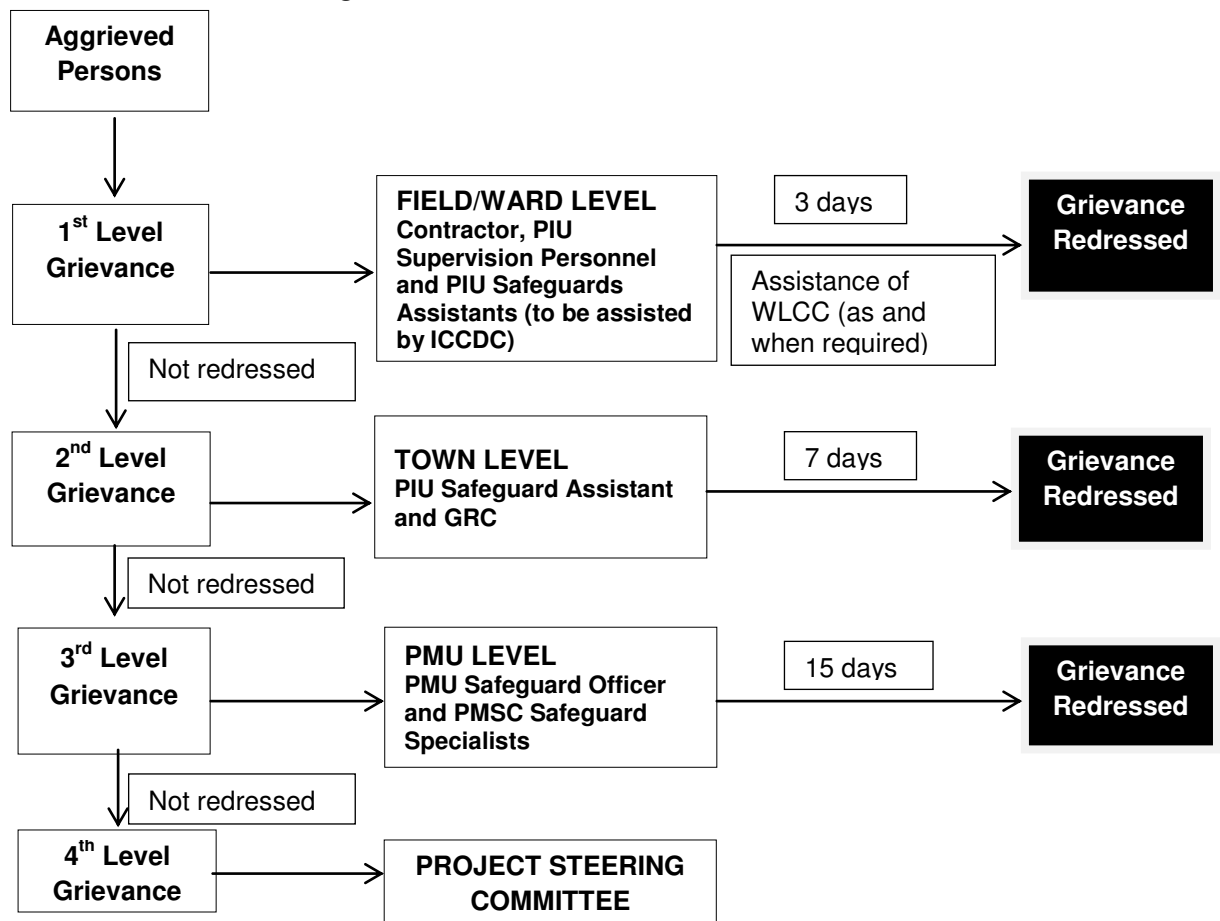 Aggrieved
Persons
1st Level
Grievance
FIELD/WARD LEVEL
Contractor, PIU
Supervision Personnel
and PIU Safeguards
Assistants (to be assisted
by ICCDC)
3 days
Assistance of
WLCC (as and
when required)
Grievance
Redressed
Not redressed
2nd Level
Grievance
TOWN LEVEL
PIU Safeguard Assistant
and GRC
7 days
Grievance
Redressed
Not redressed
3rd Level
Grievance
PMU LEVEL
PMU Safeguard Officer
and PMSC Safeguard
Specialists
15 days
Grievance
Redressed
Not redressed
4th Level
Grievance
PROJECT STEERING
COMMITTEE